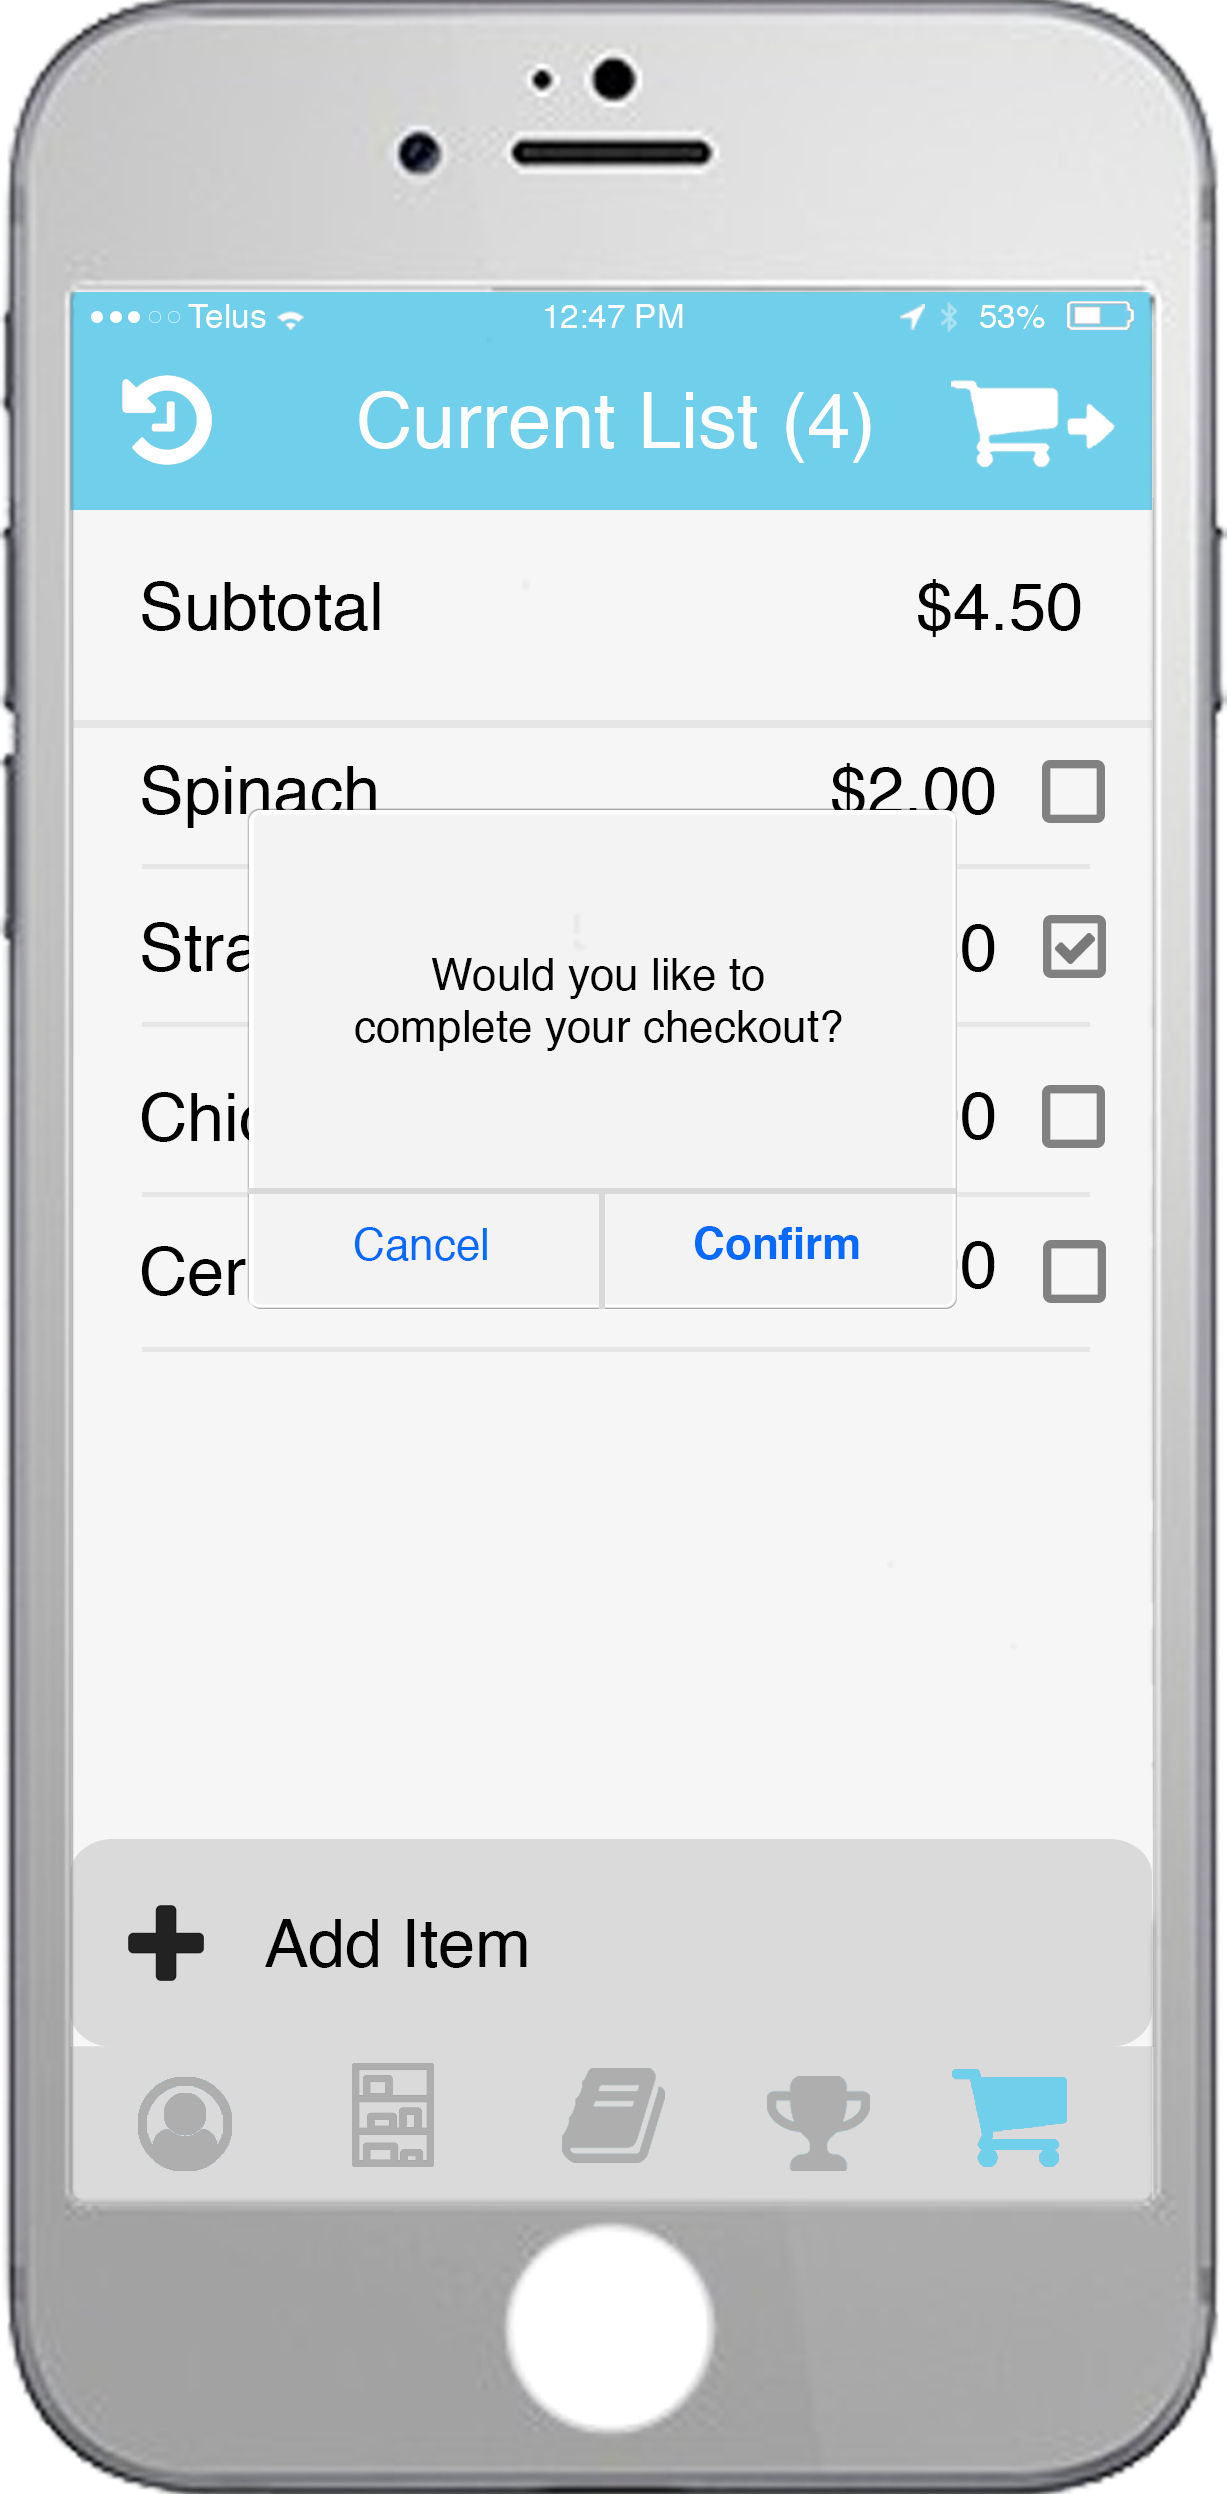 Telus 12:47 PM 53%
Current List (4)
Subtotal $4.50
Spinach $2.00
Stra 0
Chic 0
Cer 0
Would you like to
complete your checkout?
Cancel Confirm
Add Item